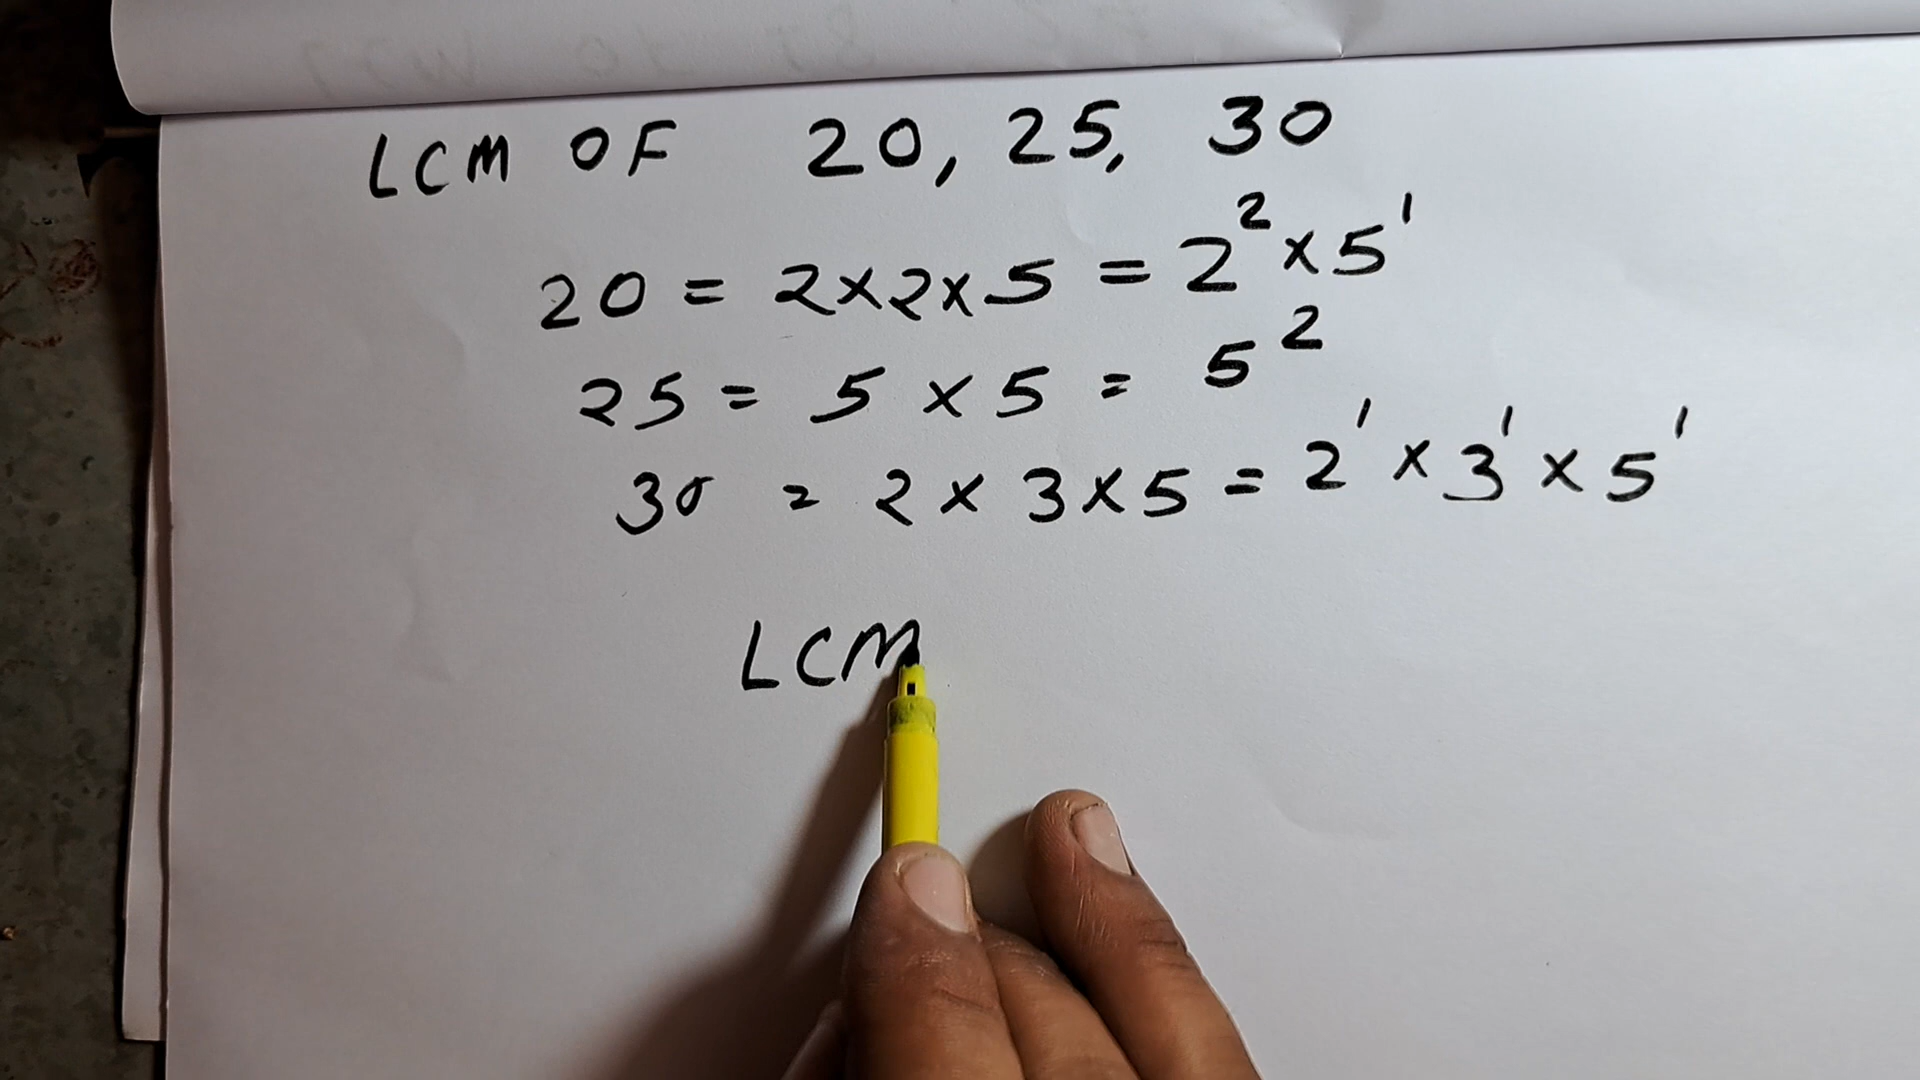 LCM OF 20, 25, 30
20 = 2×2×5 = 2² × 5¹
25 = 5 × 5 = 5²
30 = 2 × 3 × 5 = 2¹ × 3¹ × 5¹
LCM